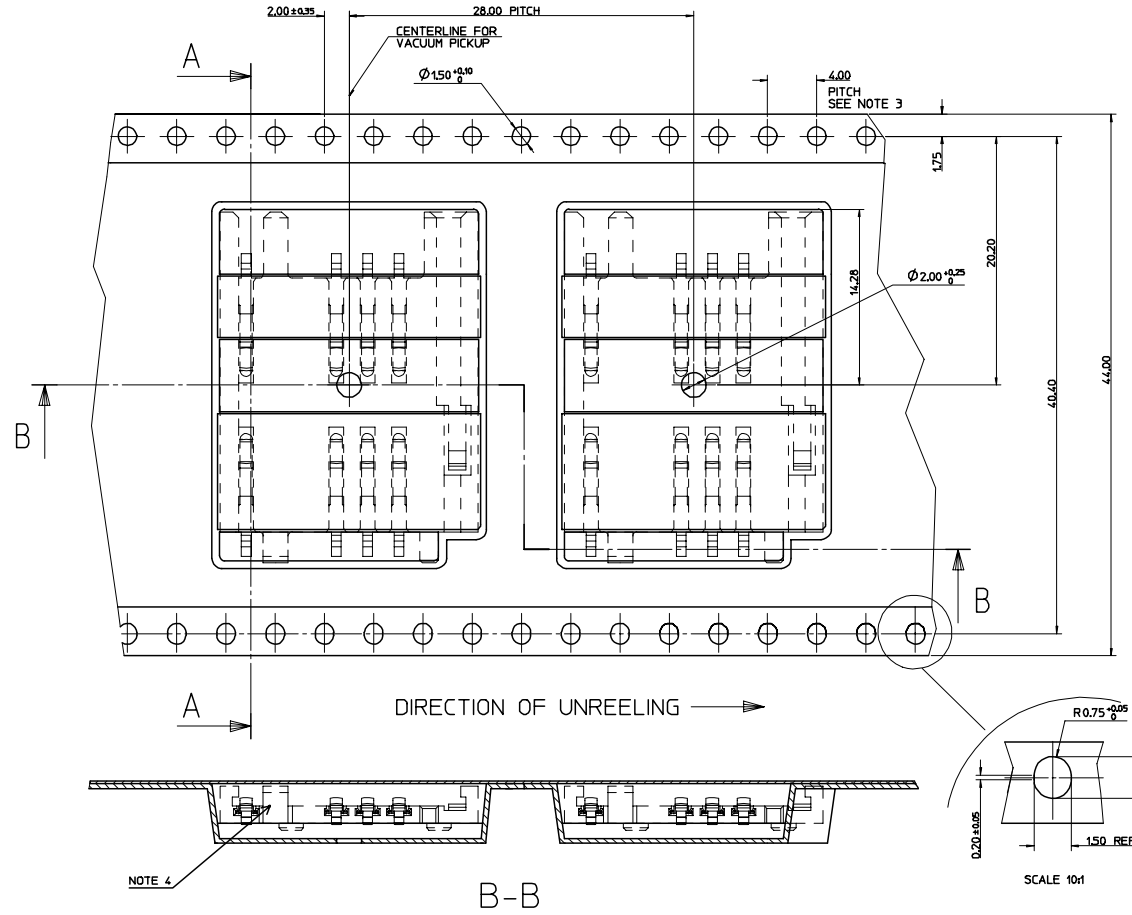 2.00±0.35
28.00 PITCH
CENTERLINE FOR
VACUUM PICKUP
A
Ø1.50 +0.10
0
4.00
PITCH
SEE NOTE 3
1.75
20.20
40.40
44.00
14.28
Ø2.00 +0.25
0
B
B
A
DIRECTION OF UNREELING
R0.75 +0.05
0
0.20±0.05
1.50 REF
SCALE 10:1
NOTE 4
B-B